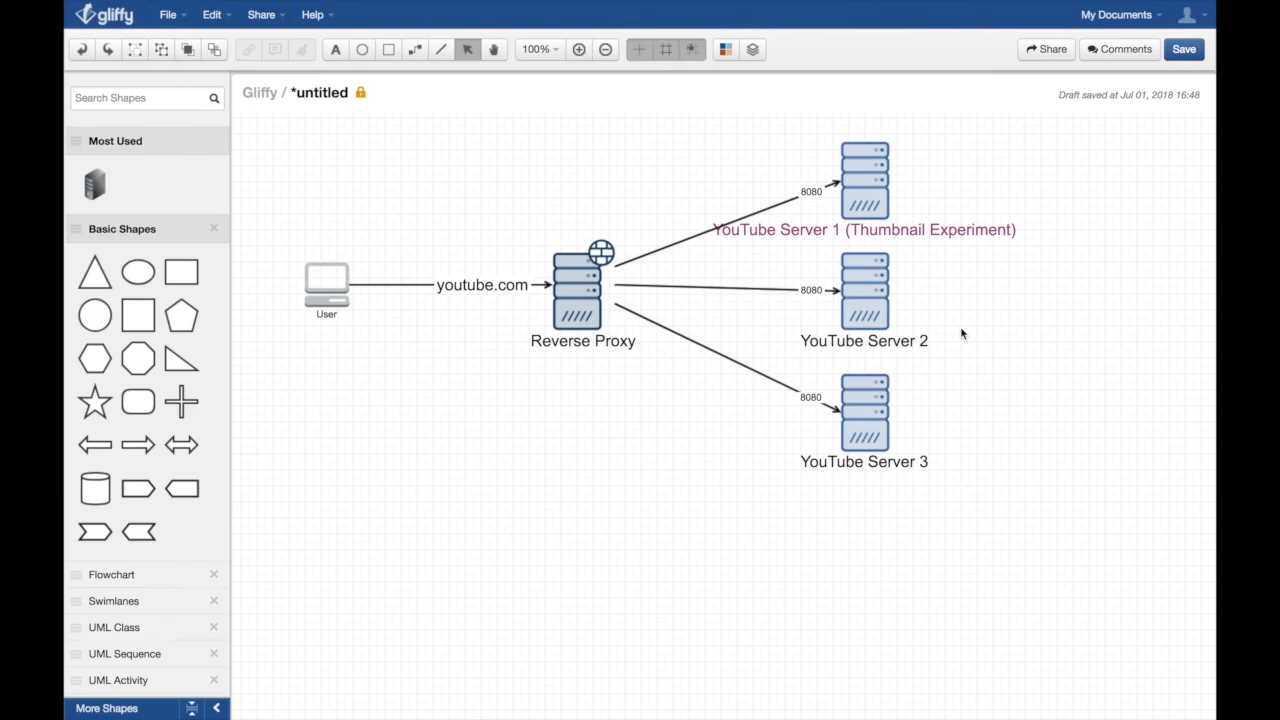 gliffy File Edit Share Help My Documents
A 100% Share Comments Save
Search Shapes
Gliffy / *untitled
Draft saved at Jul 01, 2018 16:48
Most Used
Basic Shapes
Flowchart
Swimlanes
UML Class
UML Sequence
UML Activity
More Shapes
8080
YouTube Server 1 (Thumbnail Experiment)
youtube.com
8080
User
Reverse Proxy
YouTube Server 2
8080
YouTube Server 3